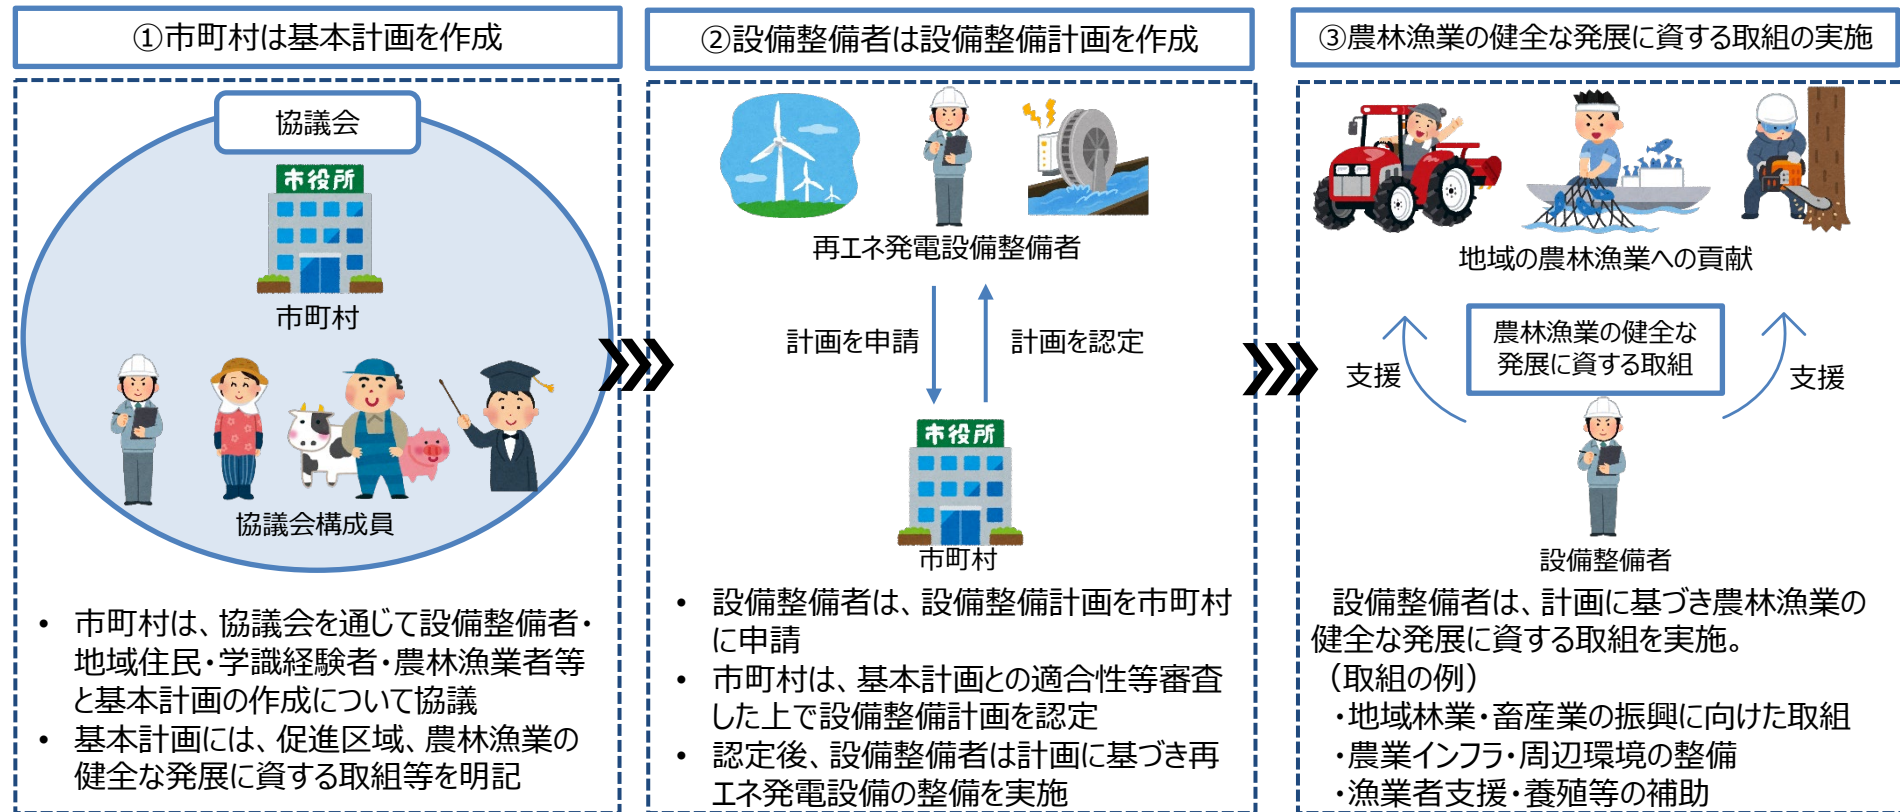 ①市町村は基本計画を作成
協議会
市役所
市町村
協議会構成員
• 市町村は、協議会を通じて設備整備者・
地域住民・学識経験者・農林漁業者等
と基本計画の作成について協議
• 基本計画には、促進区域、農林漁業の
健全な発展に資する取組等を明記
②設備整備者は設備整備計画を作成
再エネ発電設備整備者
計画を申請
計画を認定
市役所
市町村
• 設備整備者は、設備整備計画を市町村
に申請
• 市町村は、基本計画との適合性等審査
した上で設備整備計画を認定
• 認定後、設備整備者は計画に基づき再
エネ発電設備の整備を実施
③農林漁業の健全な発展に資する取組の実施
地域の農林漁業への貢献
農林漁業の健全な
発展に資する取組
支援
支援
設備整備者
設備整備者は、計画に基づき農林漁業の
健全な発展に資する取組を実施。
（取組の例）
・地域林業・畜産業の振興に向けた取組
・農業インフラ・周辺環境の整備
・漁業者支援・養殖等の補助